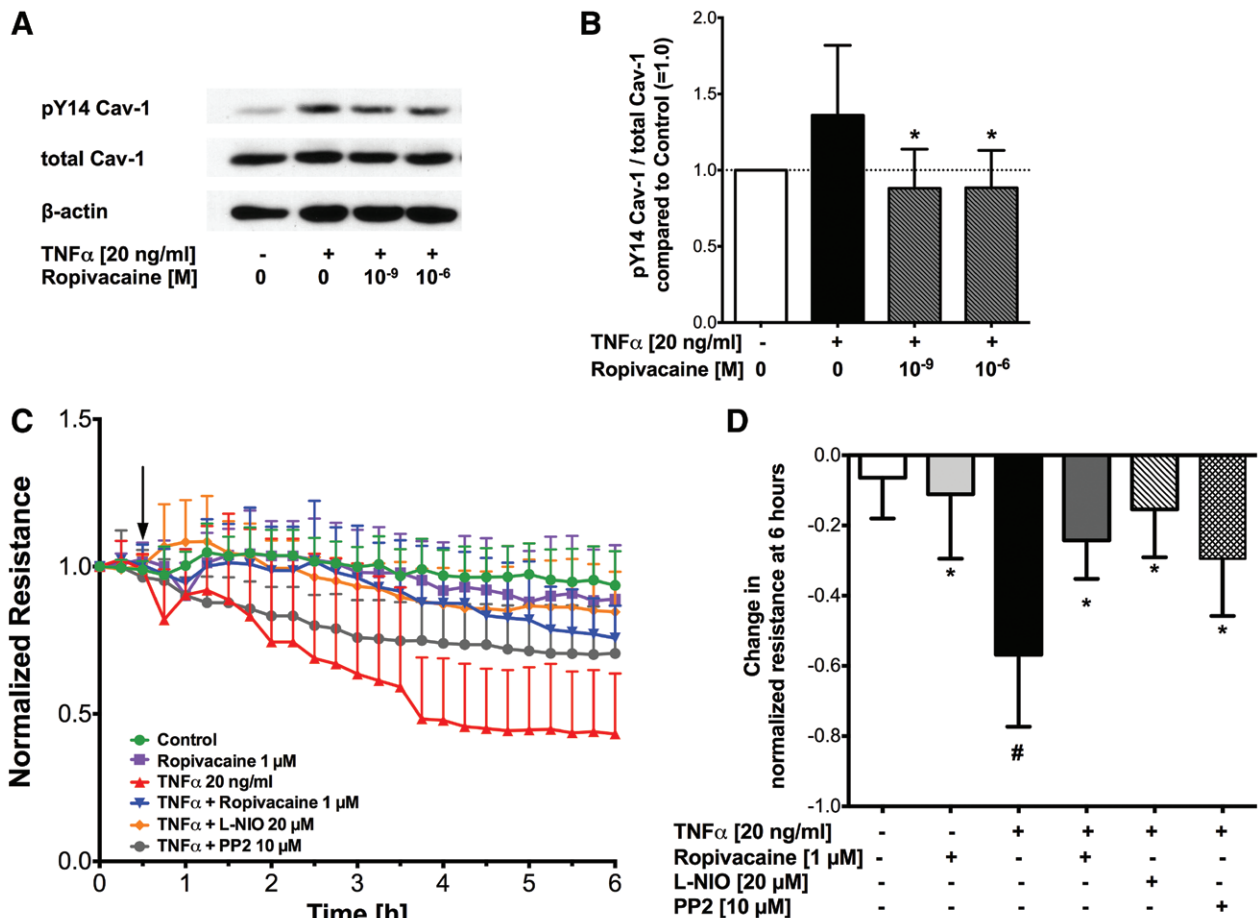 A
pY14 Cav-1
total Cav-1
β-actin
TNFα [20 ng/ml] - + + +
Ropivacaine [M] 0 0 10⁻⁹ 10⁻⁶
B
pY14 Cav-1 / total Cav-1
compared to Control (=1.0)
2.0
1.5
1.0
0.5
0.0
* *
TNFα [20 ng/ml] - + + +
Ropivacaine [M] 0 0 10⁻⁹ 10⁻⁶
C
Normalized Resistance
1.5
1.0
0.5
0.0
Control
Ropivacaine 1 µM
TNFα 20 ng/ml
TNFα + Ropivacaine 1 µM
TNFα + L-NIO 20 µM
TNFα + PP2 10 µM
0 1 2 3 4 5 6
Time [h]
D
Change in
normalized resistance at 6 hours
0.0
-0.2
-0.4
-0.6
-0.8
-1.0
* # * * *
TNFα [20 ng/ml] - - + + + +
Ropivacaine [1 µM] - + - + - -
L-NIO [20 µM] - - - - + -
PP2 [10 µM] - - - - - +